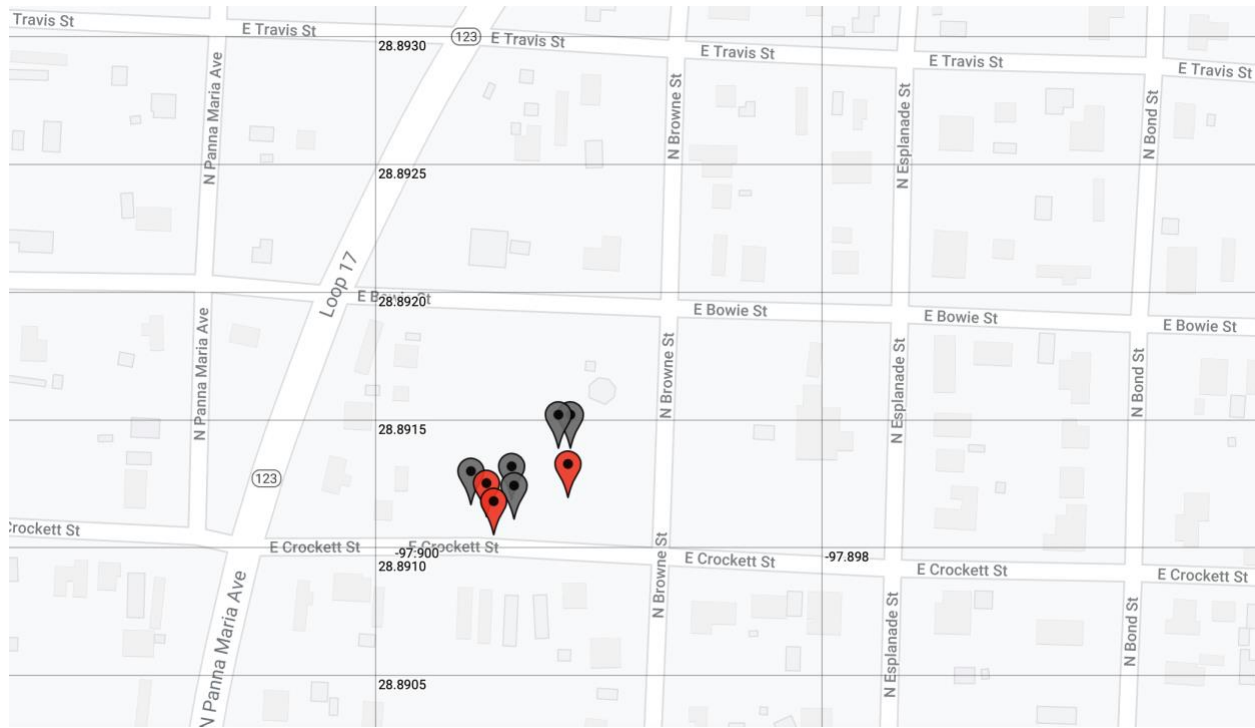 Travis St
E Travis St
123
E Travis St
E Travis St
E Travis St
E Travis St
28.8930
N Panna Maria Ave
N Browne St
N Esplanade St
N Bond St
28.8925
Loop 17
E Bowie St
28.8920
E Bowie St
E Bowie St
E Bowie St
N Panna Maria Ave
N Browne St
N Esplanade St
N Bond St
28.8915
123
Crockett St
E Crockett St
E Crockett St
-97.900
28.8910
E Crockett St
-97.898
E Crockett St
E Crockett St
N Browne St
N Panna Maria Ave
N Esplanade St
N Bond St
28.8905